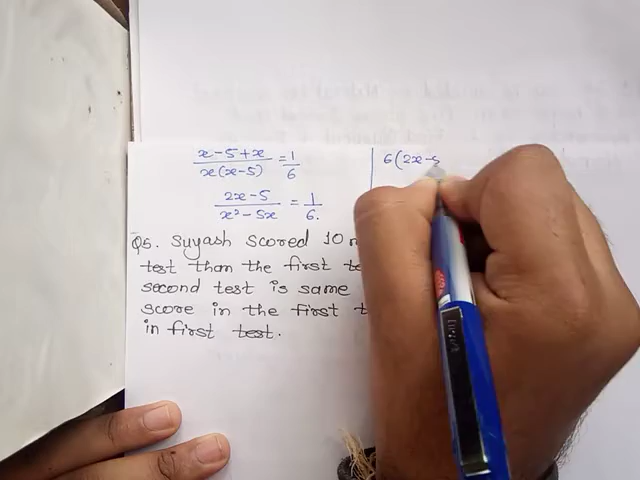 x-5+x / x(x-5) = 1/6
2x-5 / x²-5x = 1/6.
6(2x-5
Q5. Suyash scored 10
test than the first
second test is same
score in the first
in first test.